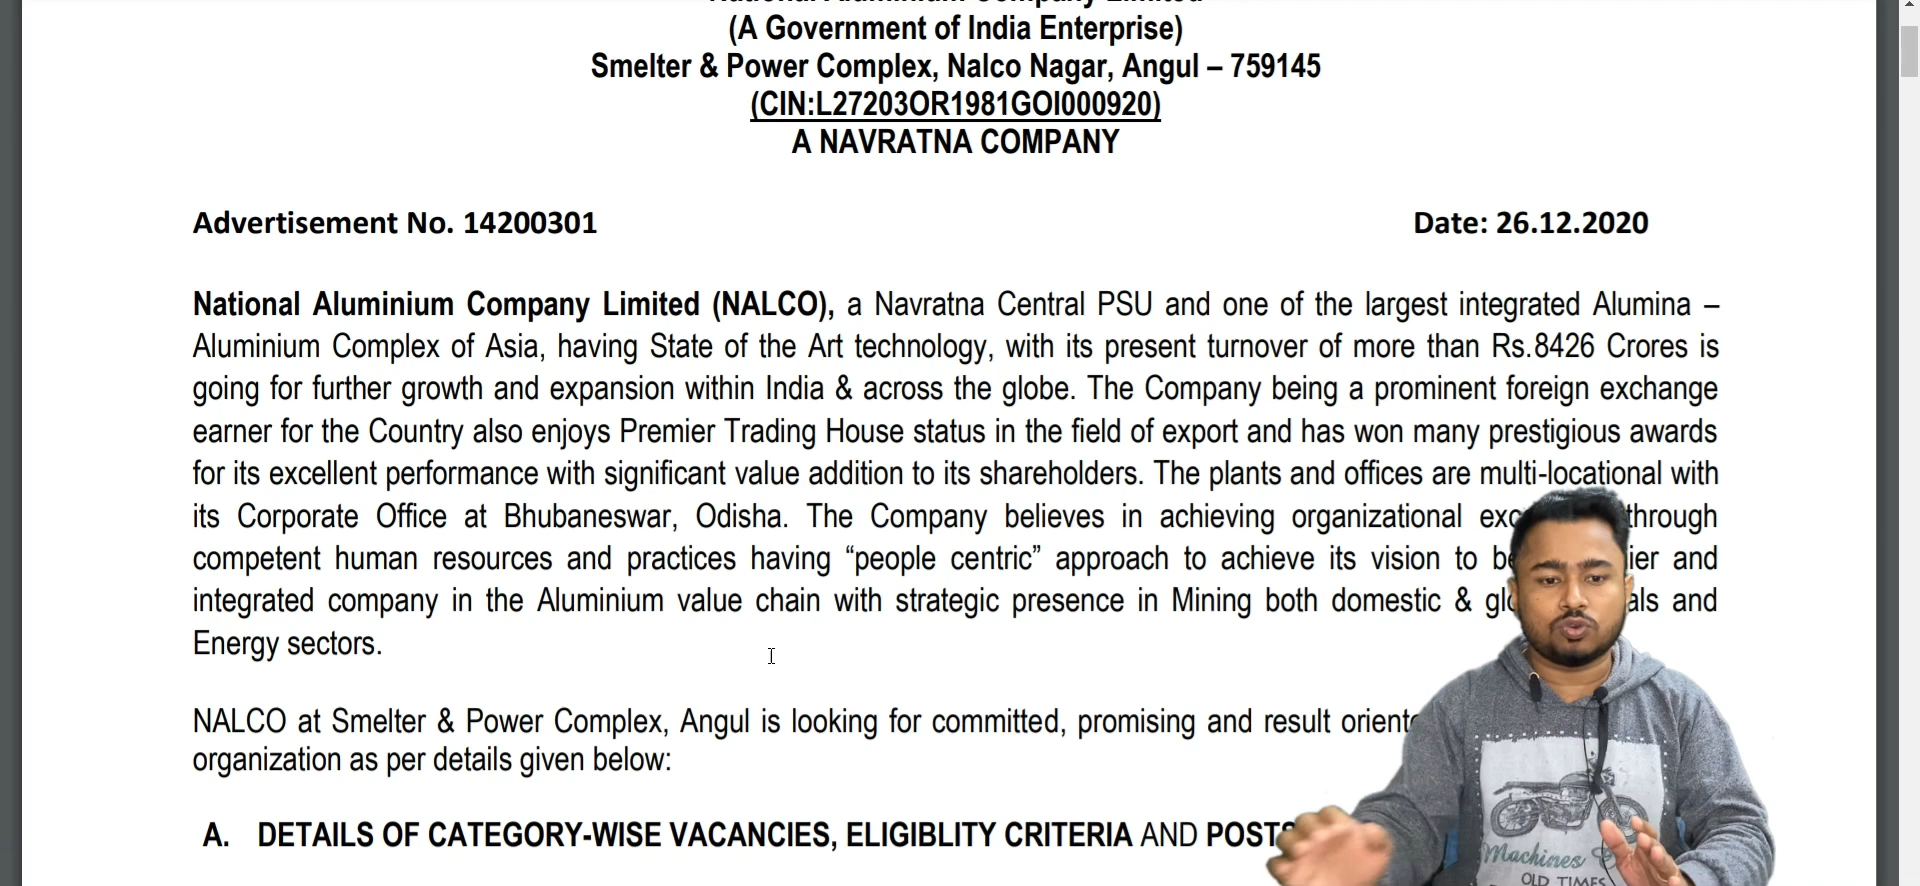 National Aluminium Company Limited
(A Government of India Enterprise)
Smelter & Power Complex, Nalco Nagar, Angul – 759145
(CIN:L27203OR1981GOI000920)
A NAVRATNA COMPANY
Advertisement No. 14200301 Date: 26.12.2020
National Aluminium Company Limited (NALCO), a Navratna Central PSU and one of the largest integrated Alumina –
Aluminium Complex of Asia, having State of the Art technology, with its present turnover of more than Rs.8426 Crores is
going for further growth and expansion within India & across the globe. The Company being a prominent foreign exchange
earner for the Country also enjoys Premier Trading House status in the field of export and has won many prestigious awards
for its excellent performance with significant value addition to its shareholders. The plants and offices are multi-locational with
its Corporate Office at Bhubaneswar, Odisha. The Company believes in achieving organizational through
competent human resources and practices having “people centric” approach to achieve its vision to and
integrated company in the Aluminium value chain with strategic presence in Mining both domestic & and
Energy sectors.
NALCO at Smelter & Power Complex, Angul is looking for committed, promising and result
organization as per details given below:
A. DETAILS OF CATEGORY-WISE VACANCIES, ELIGIBLITY CRITERIA AND POSTS
Machines
OLD TIMES